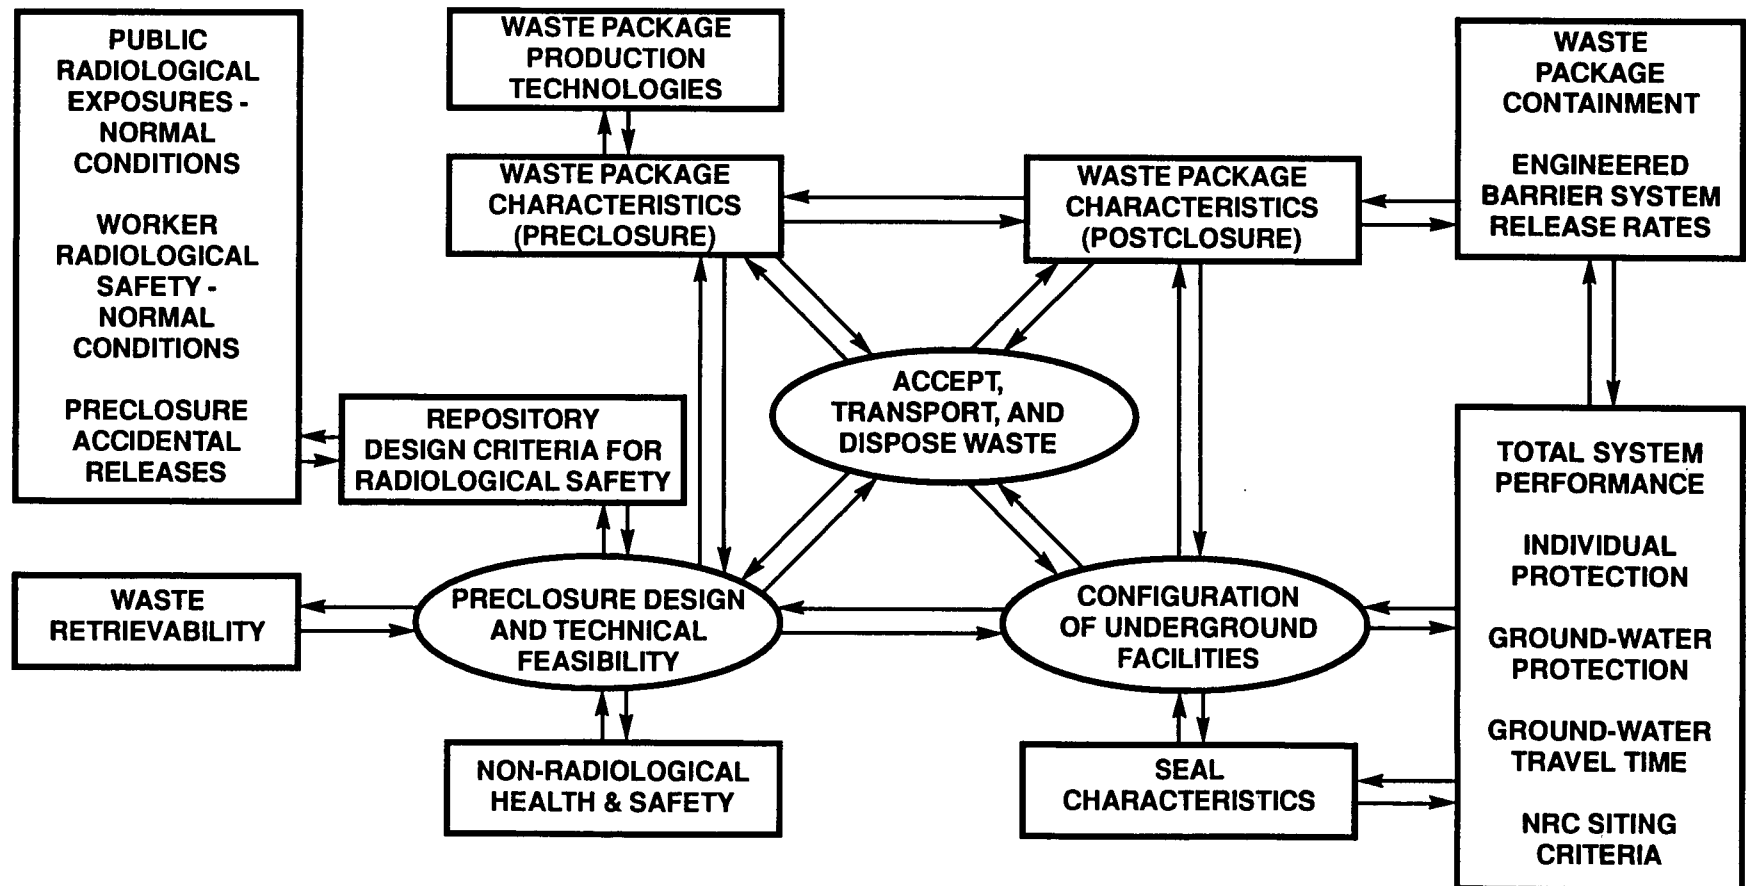 PUBLIC
RADIOLOGICAL
EXPOSURES -
NORMAL
CONDITIONS
WORKER
RADIOLOGICAL
SAFETY -
NORMAL
CONDITIONS
PRECLOSURE
ACCIDENTAL
RELEASES
WASTE PACKAGE
PRODUCTION
TECHNOLOGIES
WASTE PACKAGE
CHARACTERISTICS
(PRECLOSURE)
WASTE PACKAGE
CHARACTERISTICS
(POSTCLOSURE)
WASTE
PACKAGE
CONTAINMENT
ENGINEERED
BARRIER SYSTEM
RELEASE RATES
ACCEPT,
TRANSPORT, AND
DISPOSE WASTE
REPOSITORY
DESIGN CRITERIA FOR
RADIOLOGICAL SAFETY
WASTE
RETRIEVABILITY
PRECLOSURE DESIGN
AND TECHNICAL
FEASIBILITY
CONFIGURATION
OF UNDERGROUND
FACILITIES
TOTAL SYSTEM
PERFORMANCE
INDIVIDUAL
PROTECTION
GROUND-WATER
PROTECTION
GROUND-WATER
TRAVEL TIME
NRC SITING
CRITERIA
NON-RADIOLOGICAL
HEALTH & SAFETY
SEAL
CHARACTERISTICS